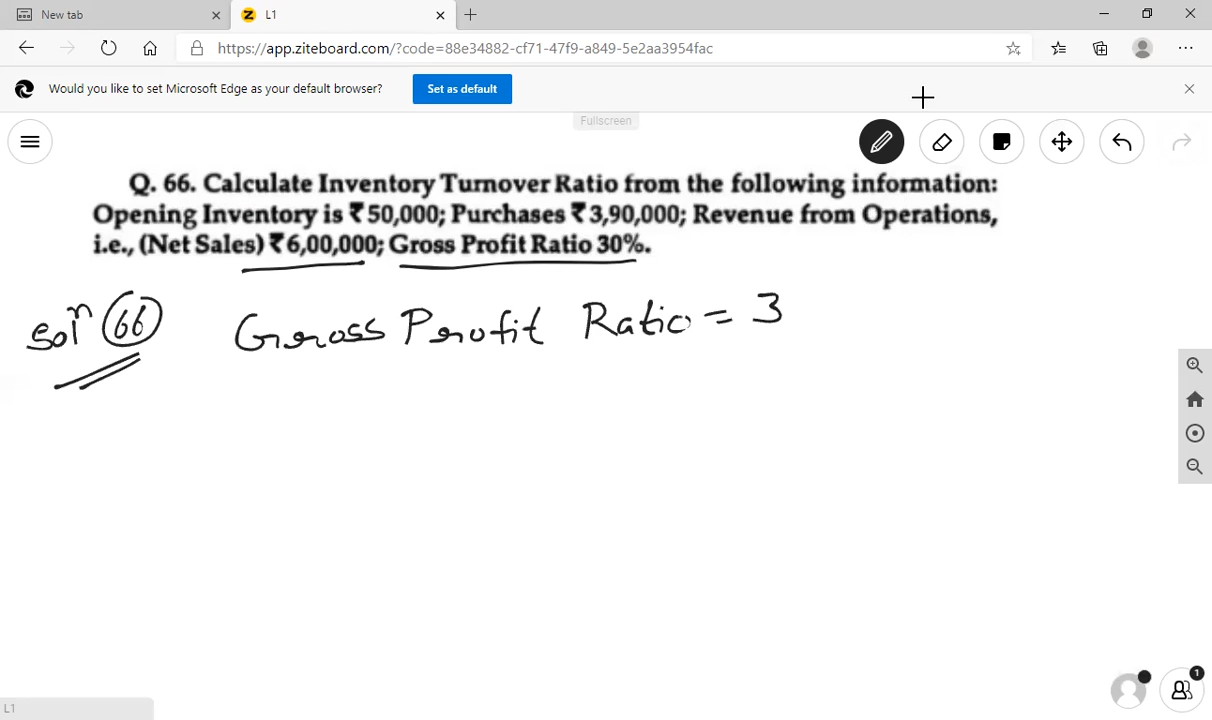 New tab
L1
https://app.ziteboard.com/?code=88e34882-cf71-47f9-a849-5e2aa3954fac
Would you like to set Microsoft Edge as your default browser?
Set as default
Fullscreen
Q. 66. Calculate Inventory Turnover Ratio from the following information:
Opening Inventory is ₹ 50,000; Purchases ₹ 3,90,000; Revenue from Operations,
i.e., (Net Sales) ₹ 6,00,000; Gross Profit Ratio 30%.
Solⁿ 66 Gross Profit Ratio = 3
1
L1